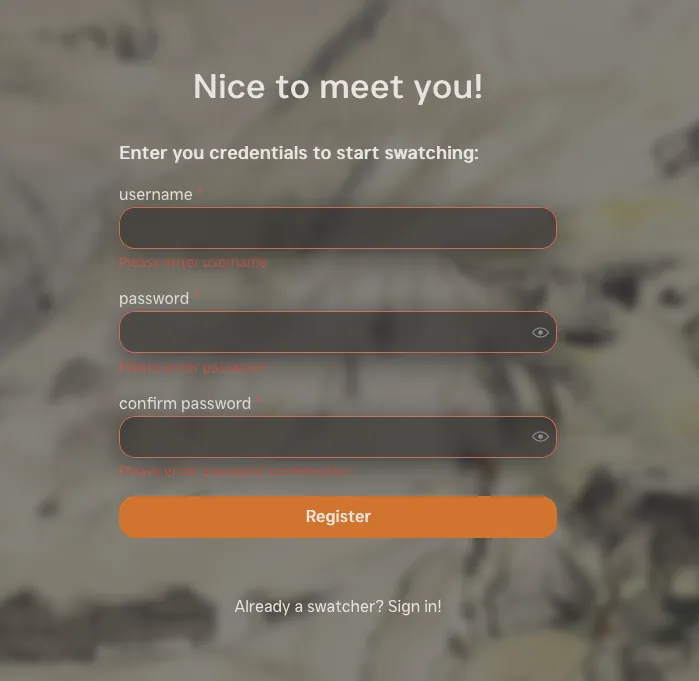 Nice to meet you!
Enter you credentials to start swatching:
username *
Please enter username
password *
Please enter password
confirm password *
Please enter password confirmation
Register
Already a swatcher? Sign in!